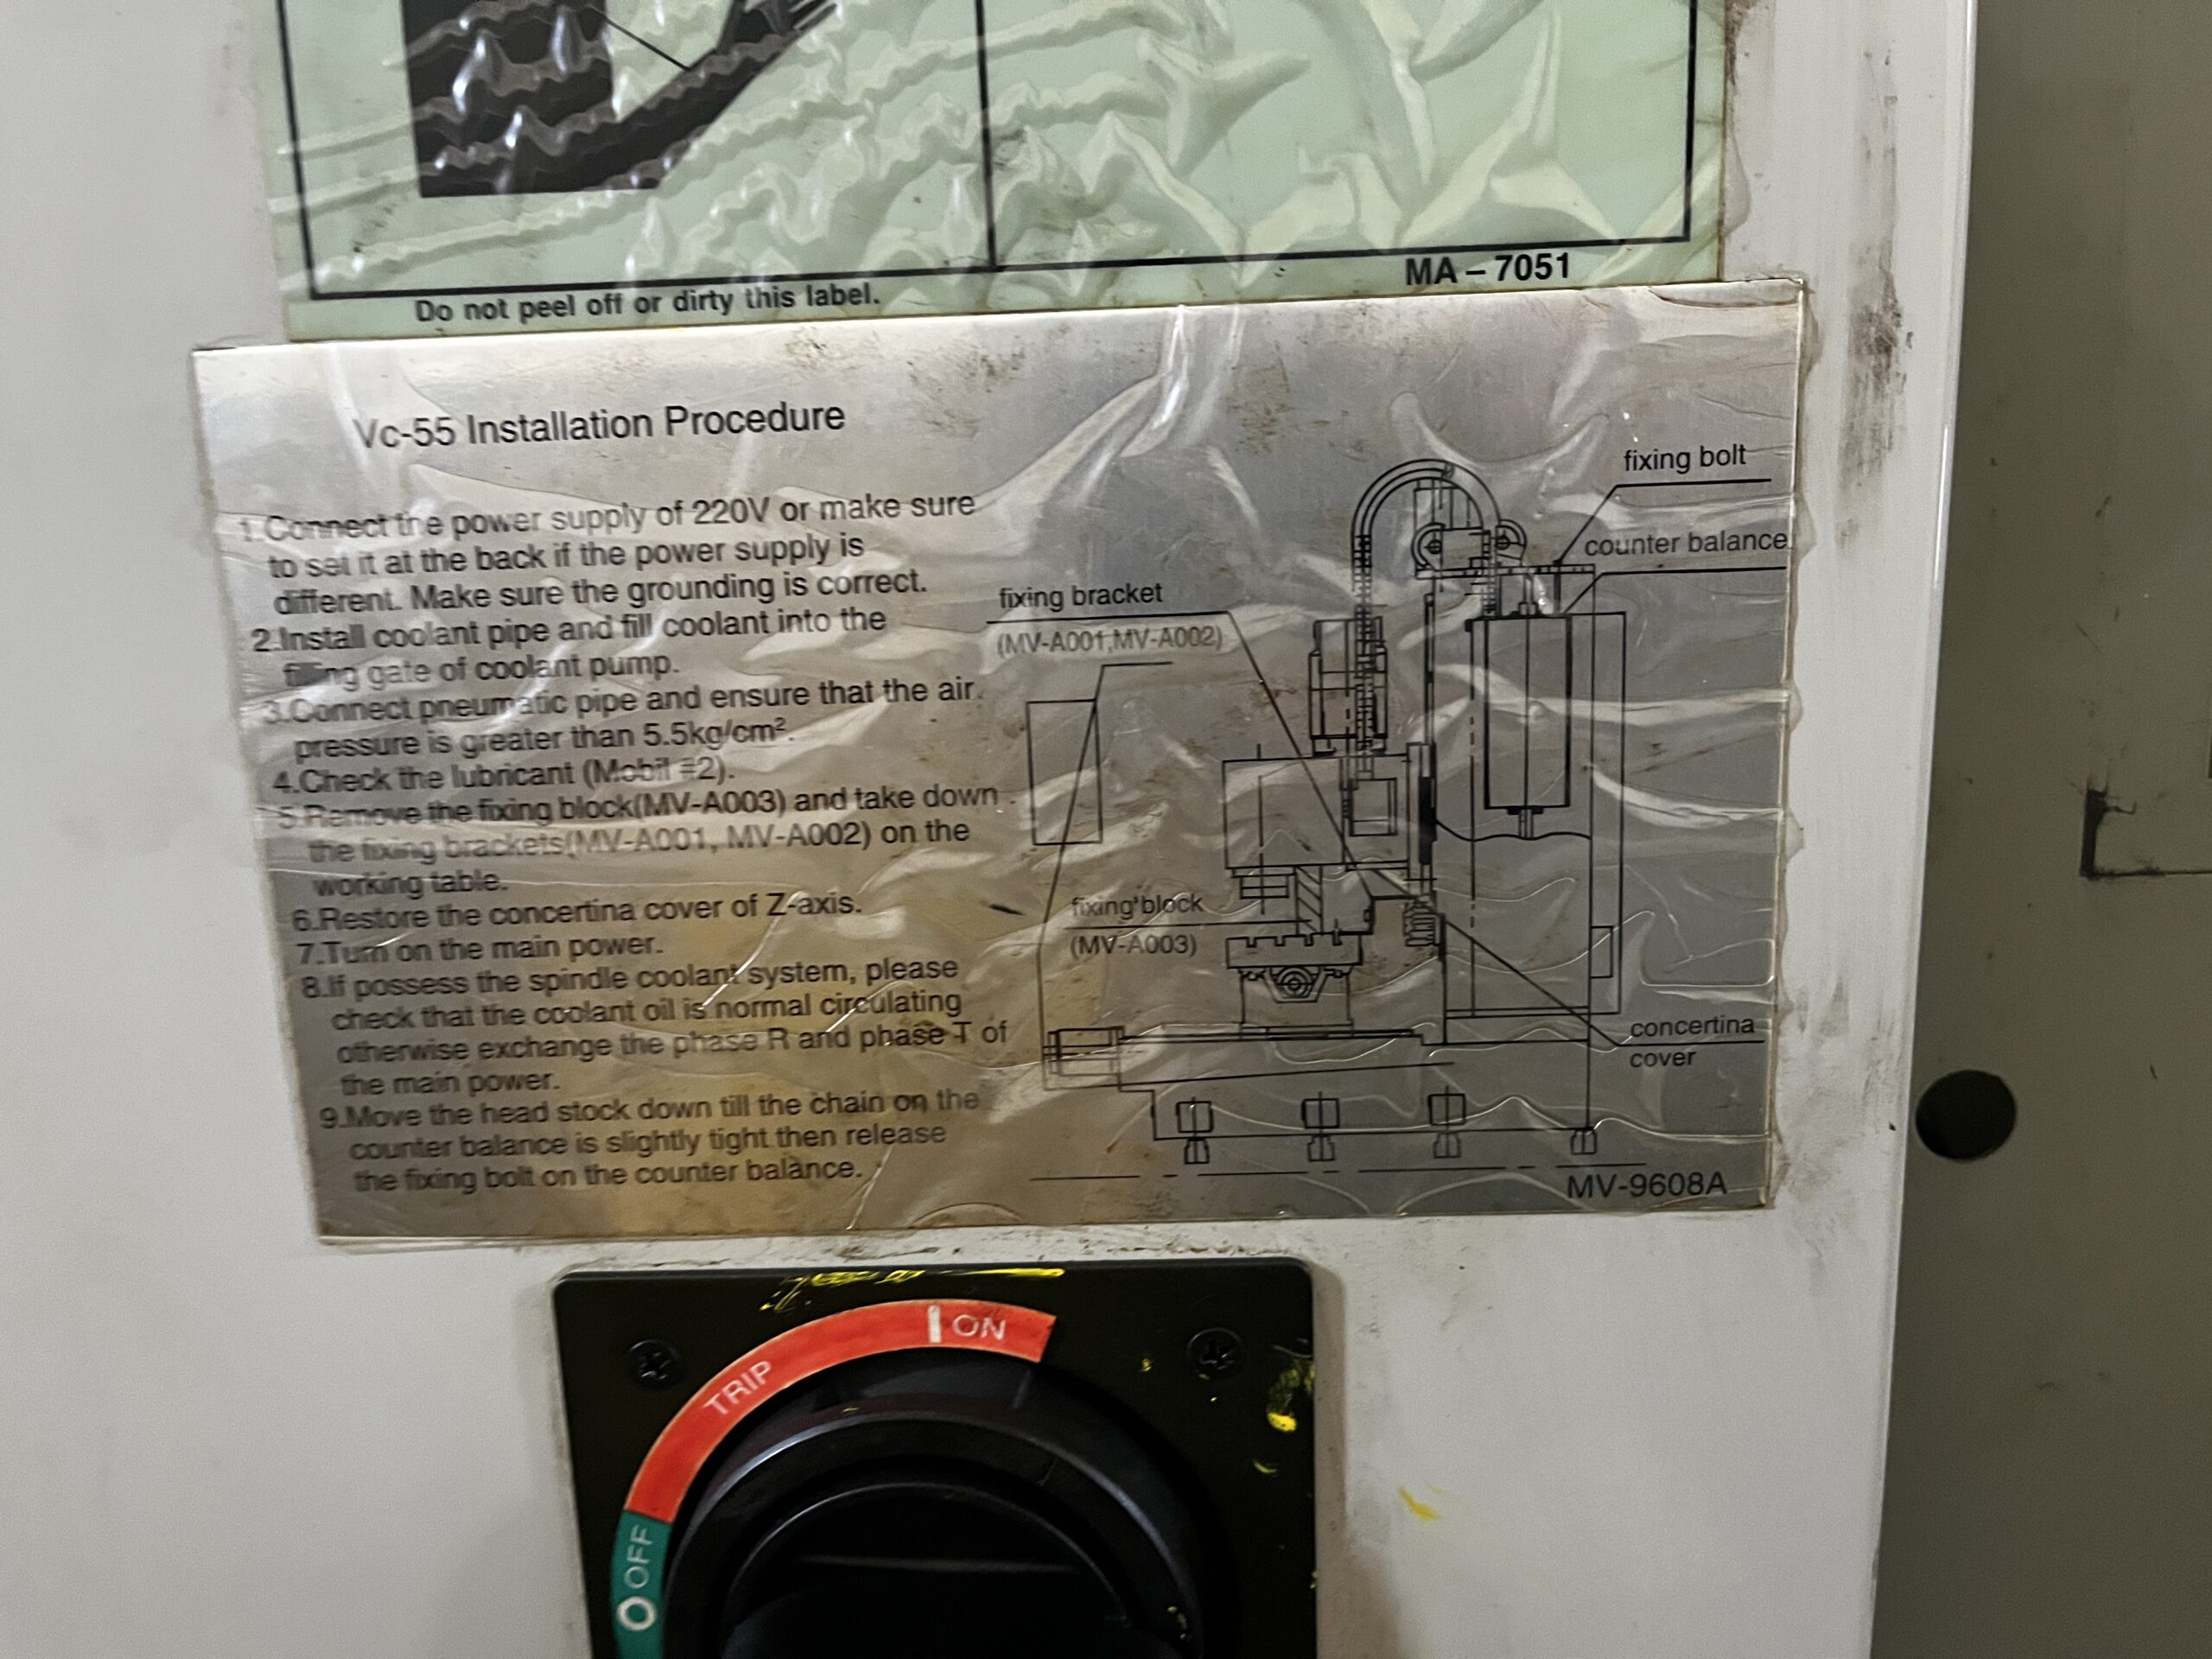 Do not peel off or dirty this label.
MA – 7051
Vc-55 Installation Procedure
1.Connect the power supply of 220V or make sure
to set it at the back if the power supply is
different. Make sure the grounding is correct.
2.Install coolant pipe and fill coolant into the
filling gate of coolant pump.
3.Connect pneumatic pipe and ensure that the air
pressure is greater than 5.5kg/cm².
4.Check the lubricant (Mobil #2).
5.Remove the fixing block(MV-A003) and take down
the fixing brackets(MV-A001, MV-A002) on the
working table.
6.Restore the concertina cover of Z-axis.
7.Turn on the main power.
8.If possess the spindle coolant system, please
check that the coolant oil is normal circulating
otherwise exchange the phase R and phase T of
the main power.
9.Move the head stock down till the chain on the
counter balance is slightly tight then release
the fixing bolt on the counter balance.
fixing bolt
counter balance
fixing bracket
(MV-A001,MV-A002)
fixing block
(MV-A003)
concertina
cover
MV-9608A
I ON
TRIP
O OFF